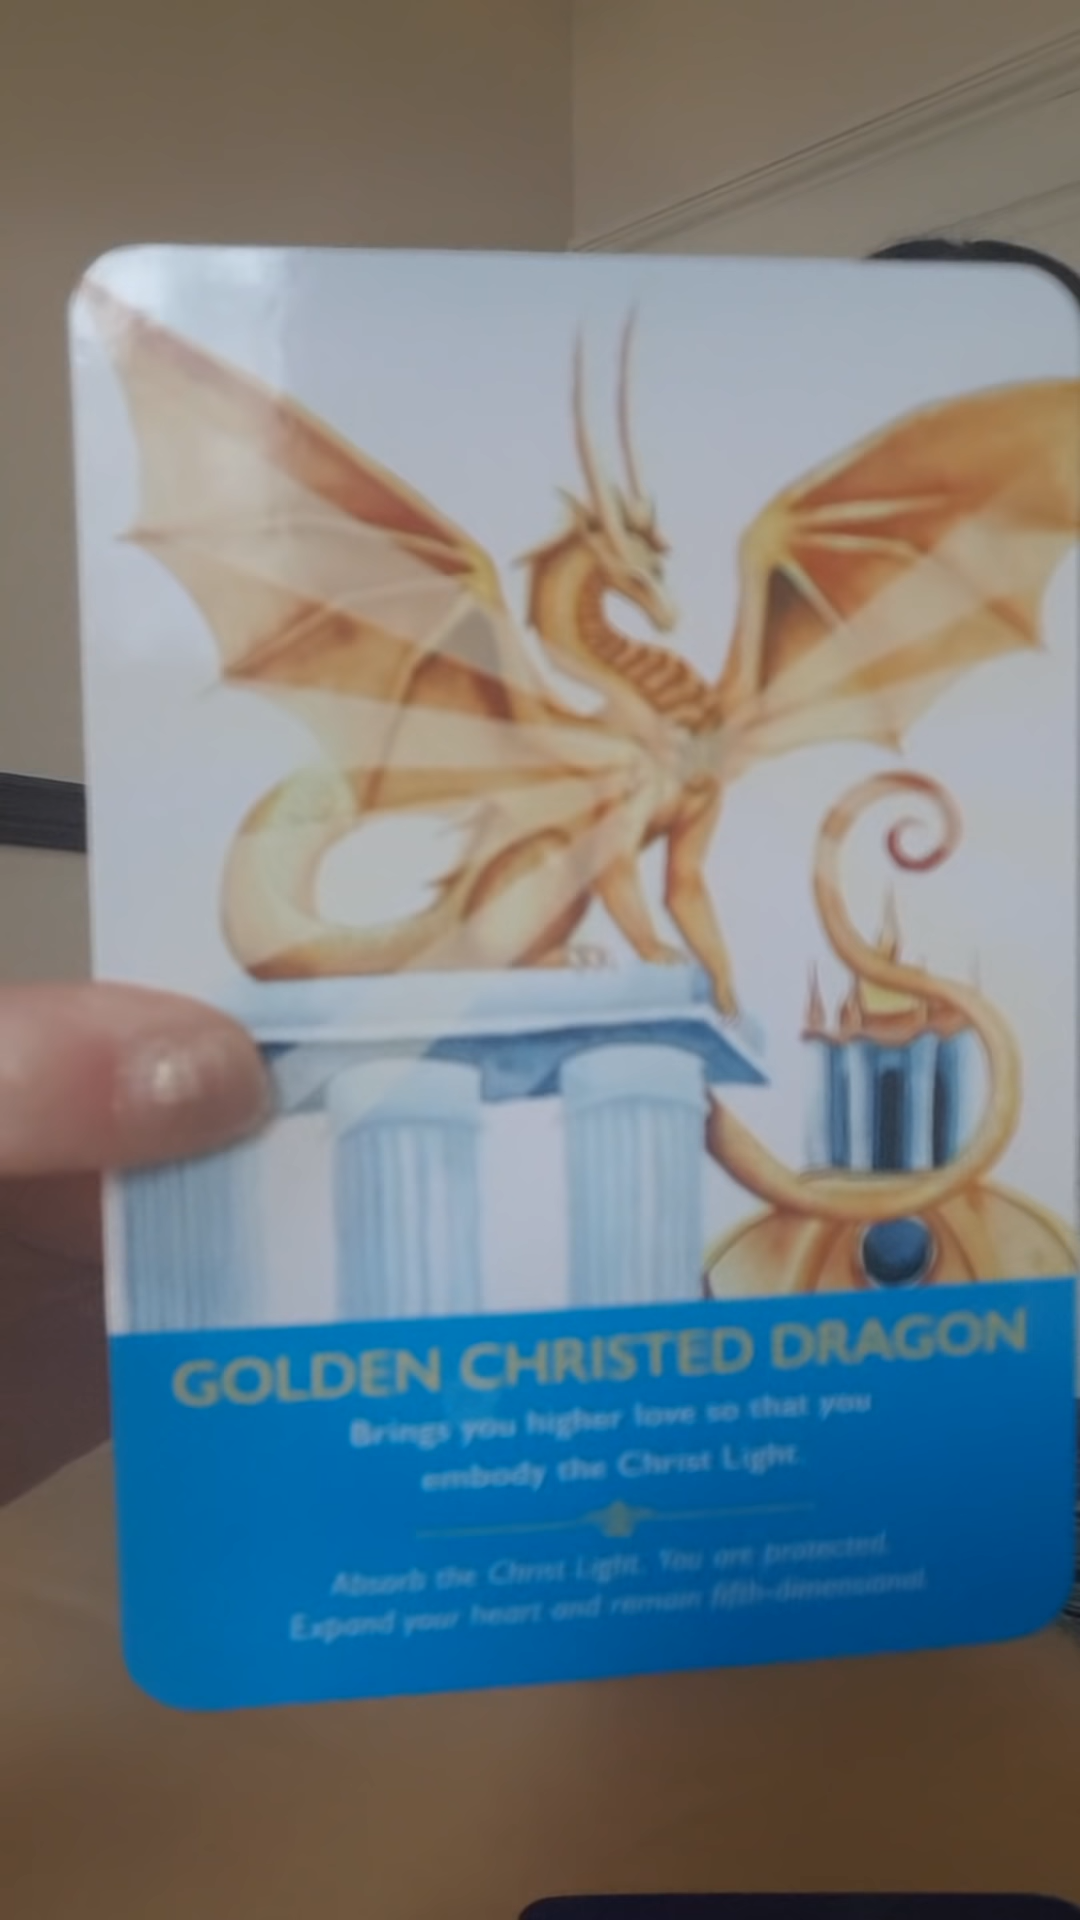 GOLDEN CHRISTED DRAGON
Brings you higher love so that you
embody the Christ Light.
Absorb the Christ Light. You are protected.
Expand your heart and remain fifth-dimensional.